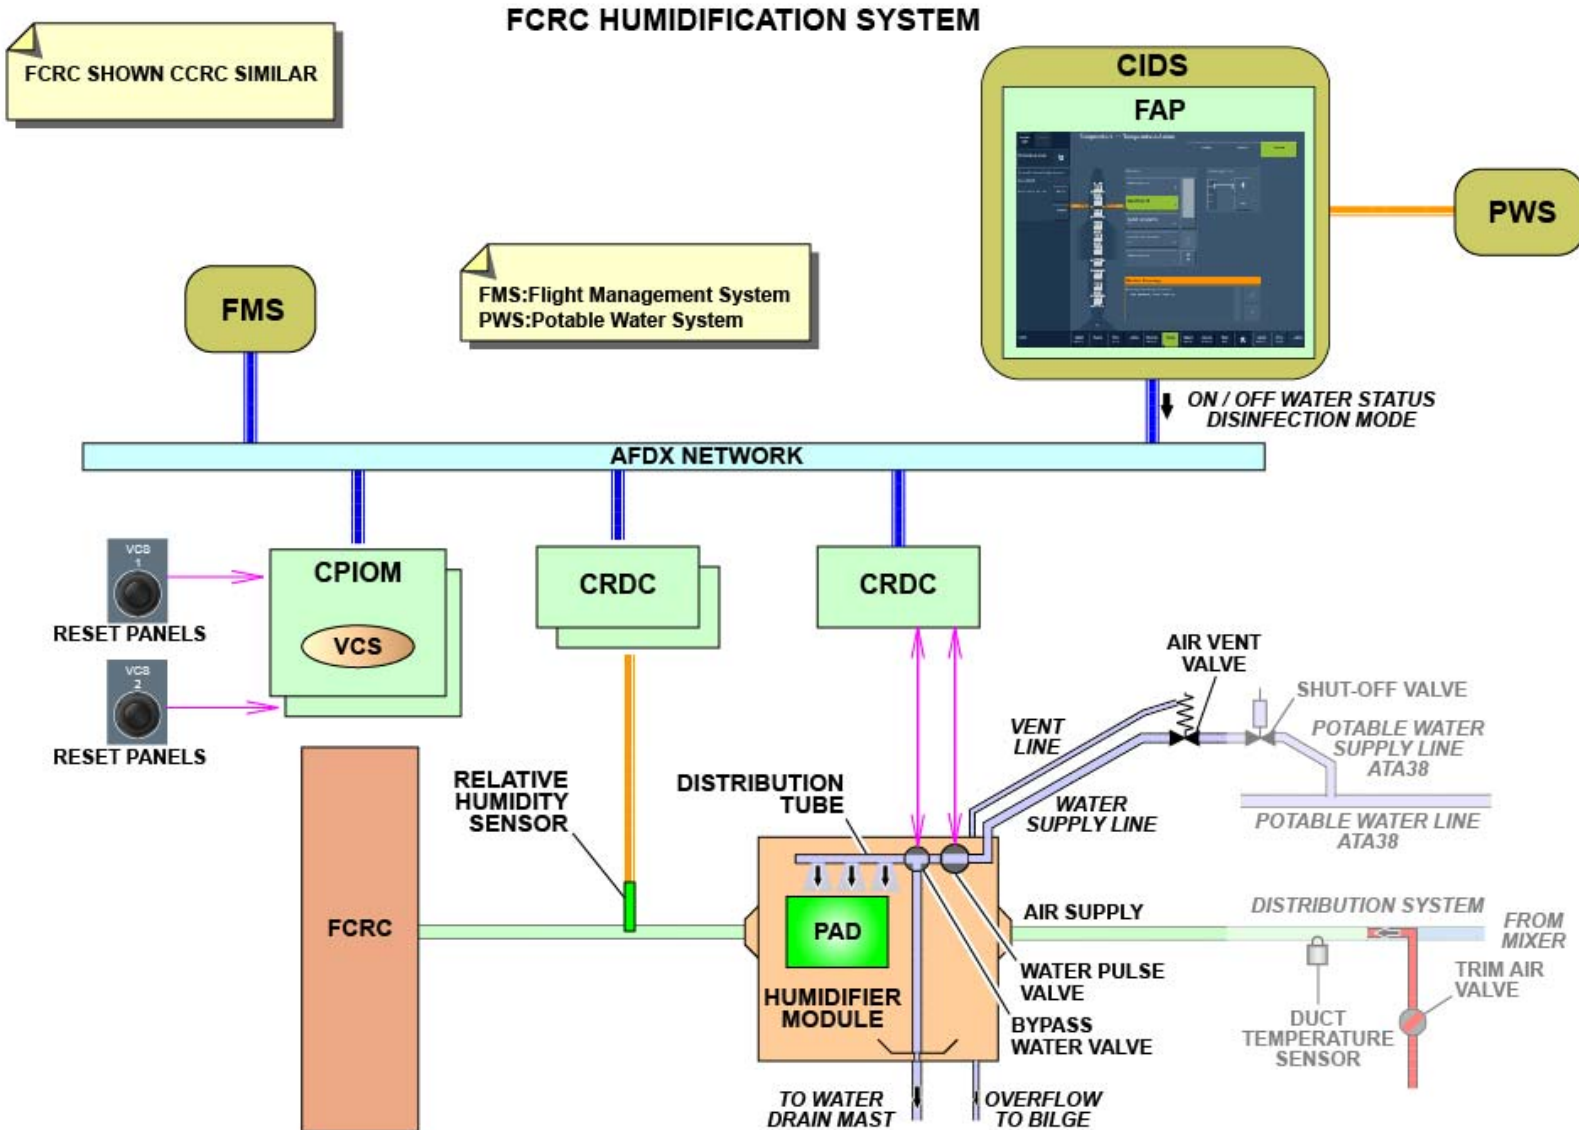 FCRC HUMIDIFICATION SYSTEM
FCRC SHOWN CCRC SIMILAR
CIDS
FAP
PWS
FMS
FMS:Flight Management System
PWS:Potable Water System
ON / OFF WATER STATUS
DISINFECTION MODE
AFDX NETWORK
VCS
1
RESET PANELS
VCS
2
RESET PANELS
CPIOM
VCS
CRDC
CRDC
AIR VENT
VALVE
SHUT-OFF VALVE
VENT
LINE
POTABLE WATER
SUPPLY LINE
ATA38
RELATIVE
HUMIDITY
SENSOR
DISTRIBUTION
TUBE
WATER
SUPPLY LINE
POTABLE WATER LINE
ATA38
FCRC
PAD
AIR SUPPLY
DISTRIBUTION SYSTEM
FROM
MIXER
HUMIDIFIER
MODULE
WATER PULSE
VALVE
BYPASS
WATER VALVE
DUCT
TEMPERATURE
SENSOR
TRIM AIR
VALVE
TO WATER
DRAIN MAST
OVERFLOW
TO BILGE